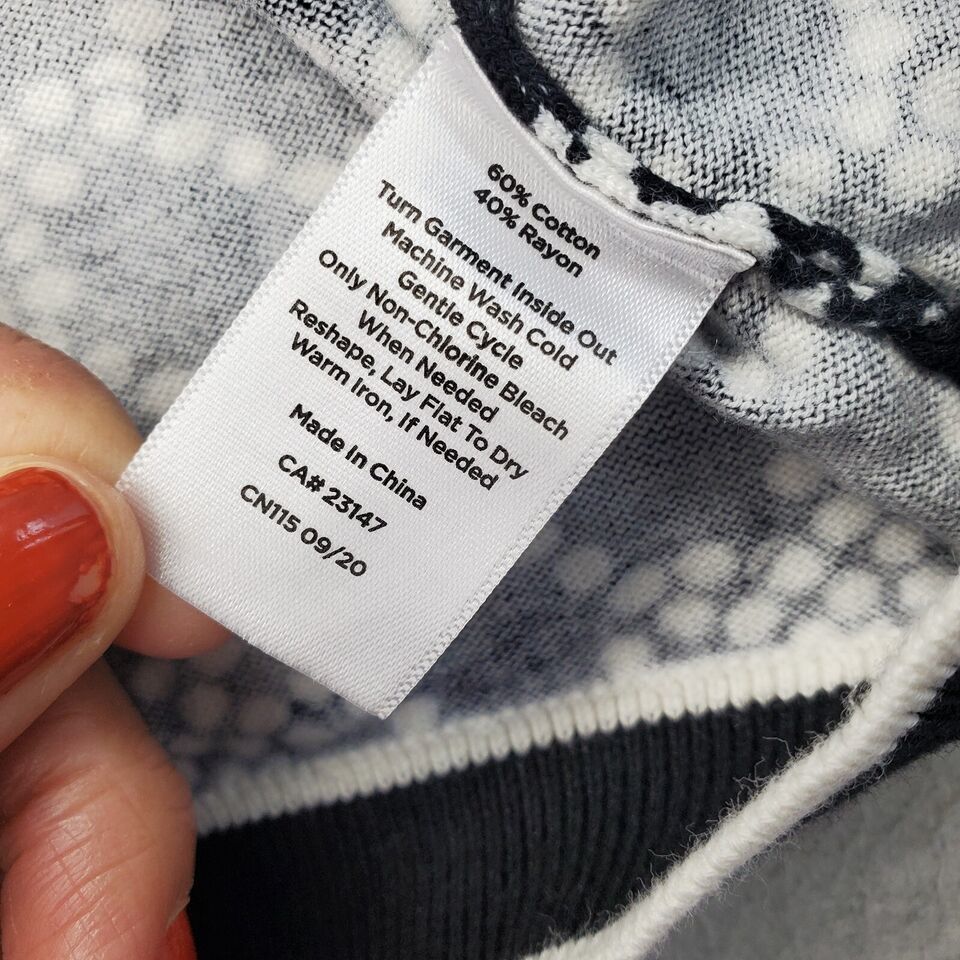 60% Cotton
40% Rayon
Turn Garment Inside Out
Machine Wash Cold
Gentle Cycle
Only Non-Chlorine Bleach
When Needed
Reshape, Lay Flat To Dry
Warm Iron, If Needed
Made In China
CA# 23147
CN115 09/20